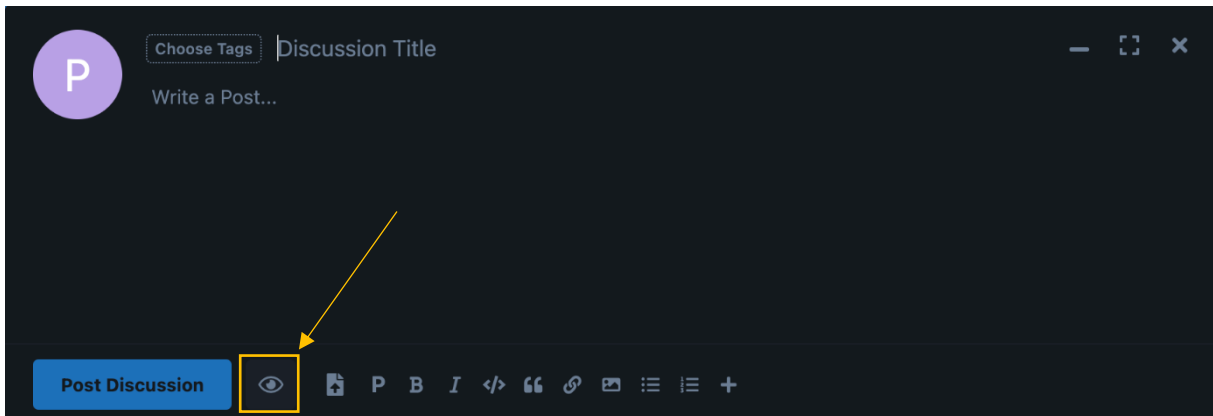 P
Choose Tags Discussion Title
Write a Post...
Post Discussion P B I